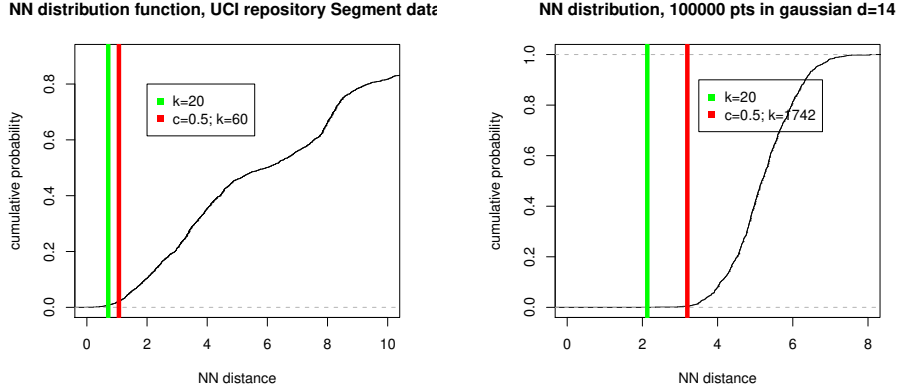 NN distribution function, UCI repository Segment data
cumulative probability
0.0 0.2 0.4 0.6 0.8
k=20
c=0.5; k=60
0 2 4 6 8 10
NN distance
NN distribution, 100000 pts in gaussian d=14
cumulative probability
0.0 0.2 0.4 0.6 0.8 1.0
k=20
c=0.5; k=1742
0 2 4 6 8
NN distance